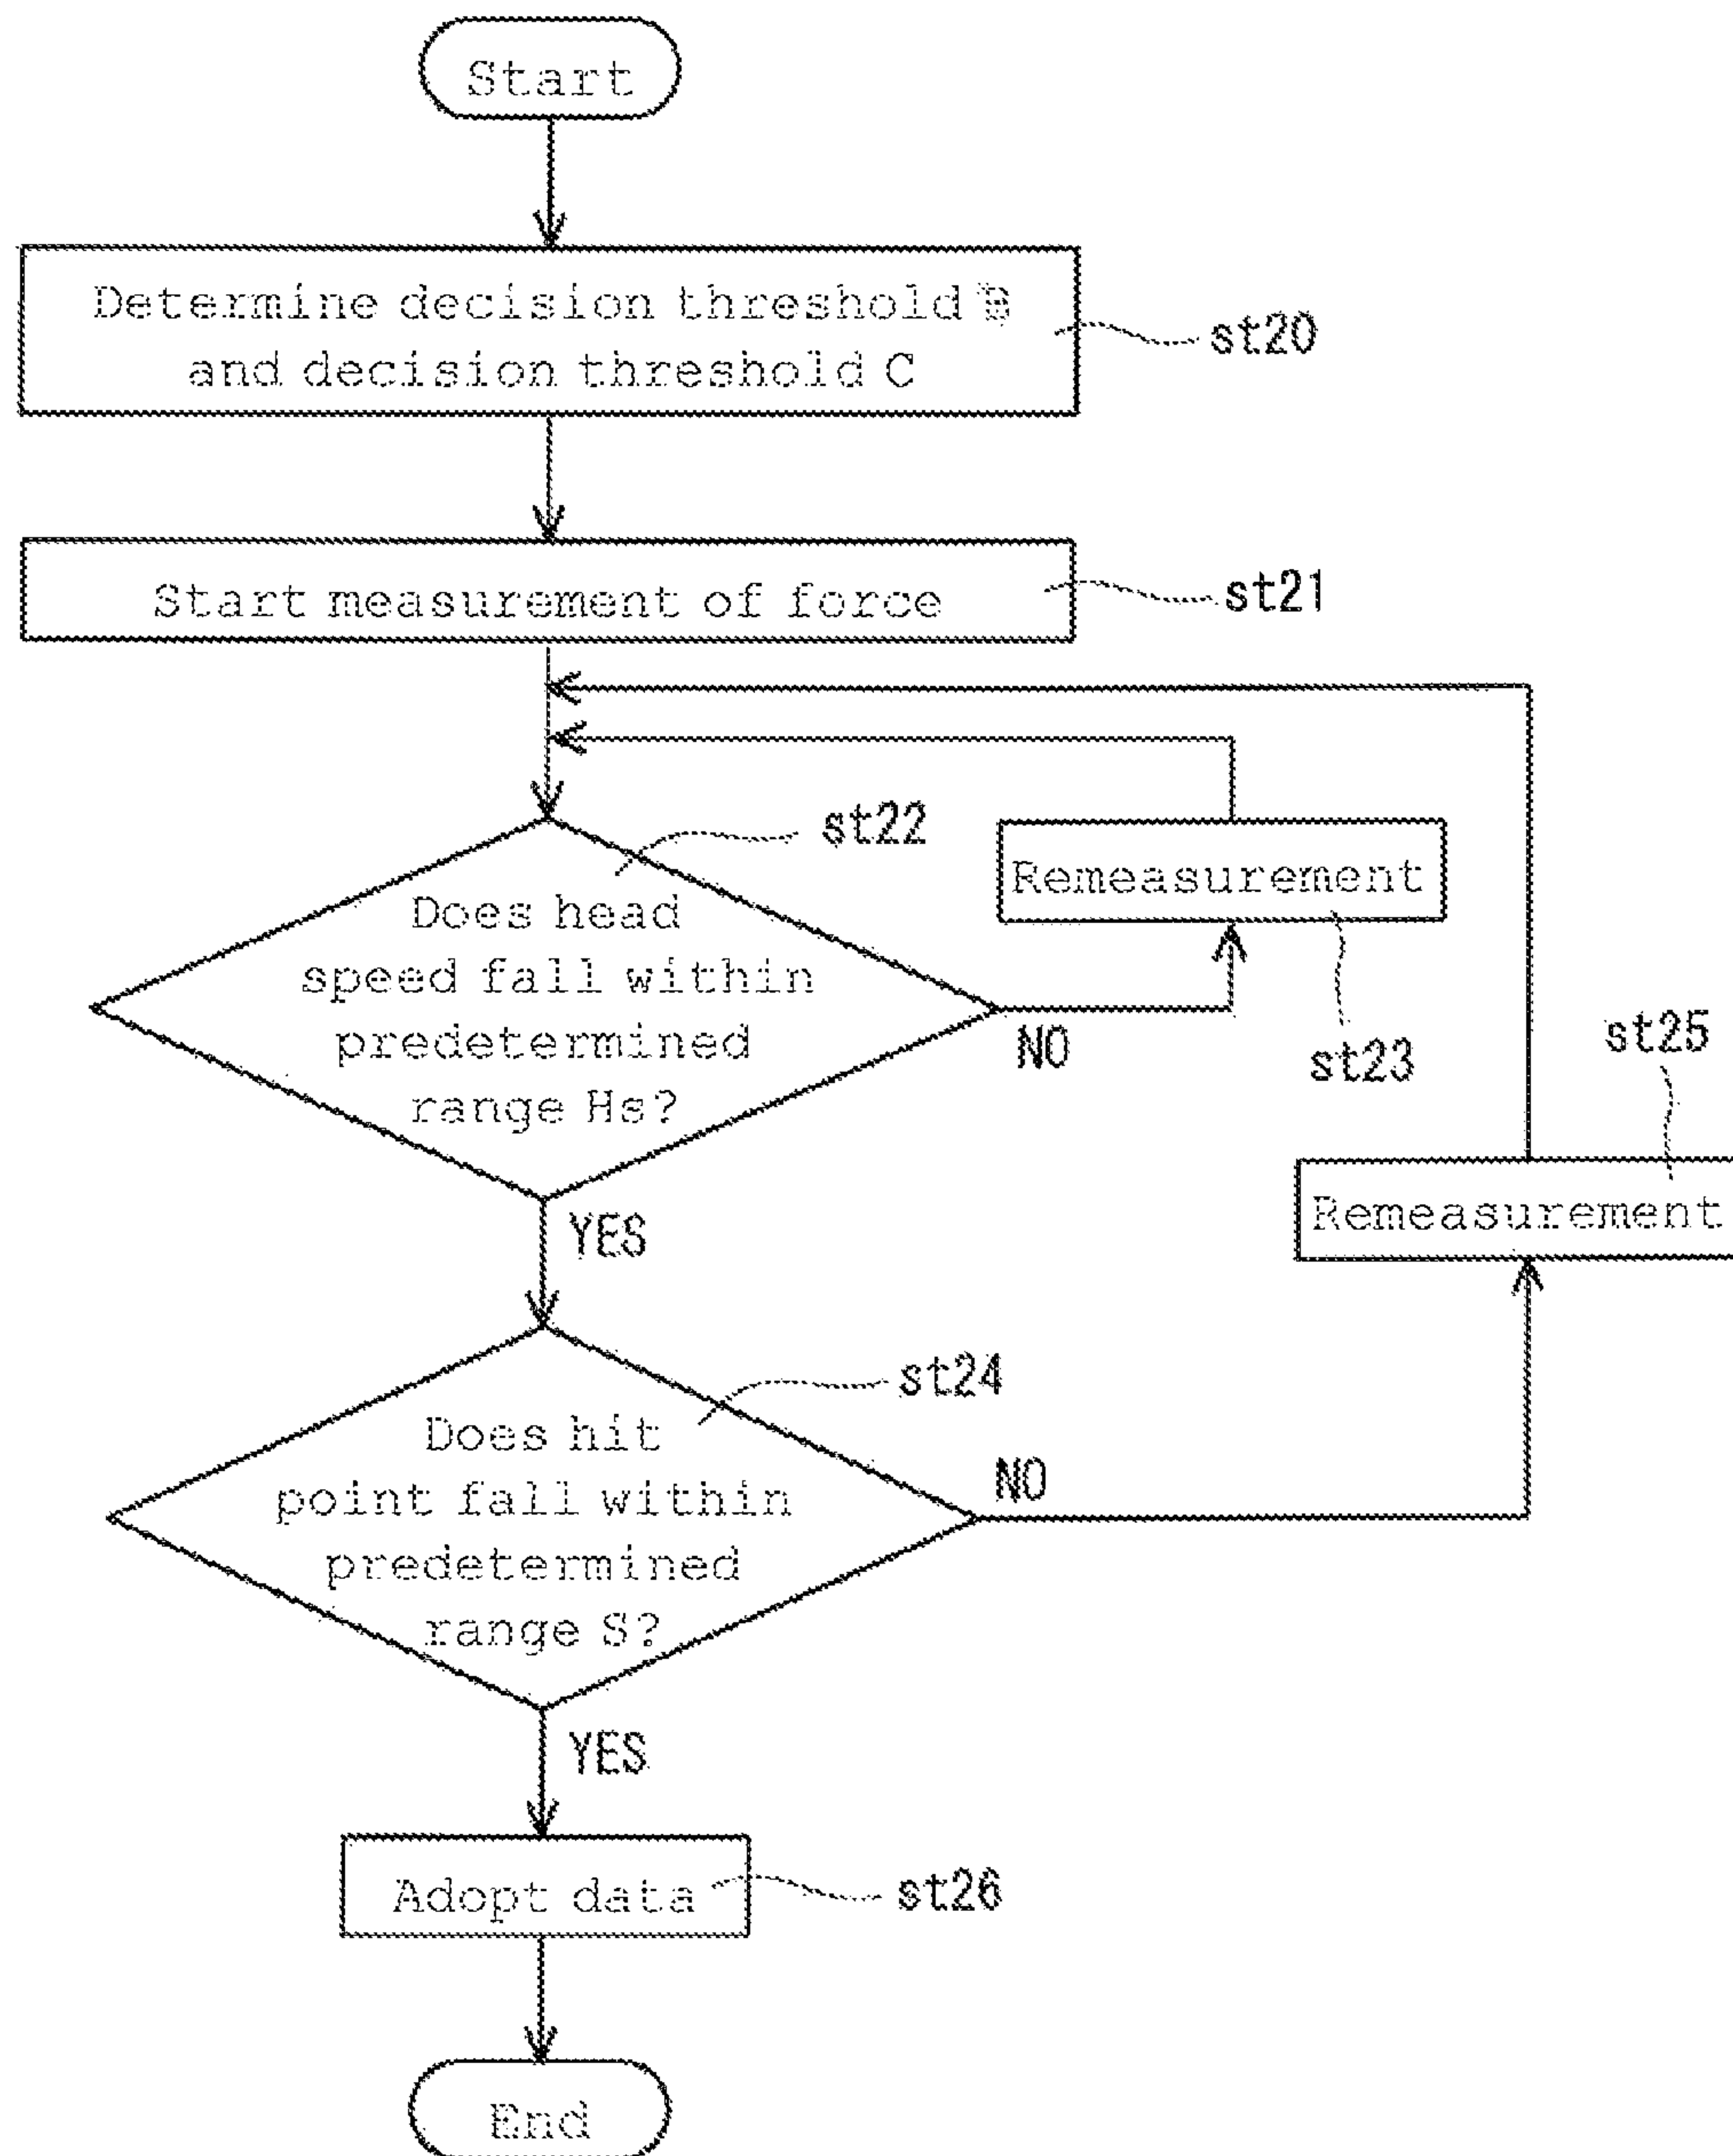 Start
Determine decision threshold B
and decision threshold C
st20
Start measurement of force
st21
st22
Does head
speed fall within
predetermined
range Hs?
NO
Remeasurement
st23
st25
Remeasurement
YES
st24
Does hit
point fall within
predetermined
range S?
NO
YES
Adopt data
st26
End